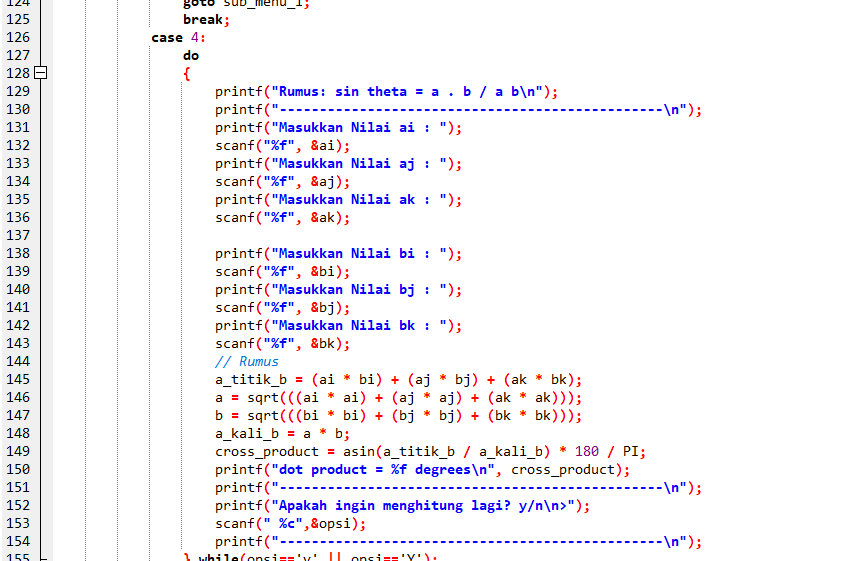 124 goto sub_menu_1;
125 break;
126 case 4:
127 do
128 {
129 printf("Rumus: sin theta = a . b / a b\n");
130 printf("------------------------------------------------\n");
131 printf("Masukkan Nilai ai : ");
132 scanf("%f", &ai);
133 printf("Masukkan Nilai aj : ");
134 scanf("%f", &aj);
135 printf("Masukkan Nilai ak : ");
136 scanf("%f", &ak);
137
138 printf("Masukkan Nilai bi : ");
139 scanf("%f", &bi);
140 printf("Masukkan Nilai bj : ");
141 scanf("%f", &bj);
142 printf("Masukkan Nilai bk : ");
143 scanf("%f", &bk);
144 // Rumus
145 a_titik_b = (ai * bi) + (aj * bj) + (ak * bk);
146 a = sqrt(((ai * ai) + (aj * aj) + (ak * ak)));
147 b = sqrt(((bi * bi) + (bj * bj) + (bk * bk)));
148 a_kali_b = a * b;
149 cross_product = asin(a_titik_b / a_kali_b) * 180 / PI;
150 printf("dot product = %f degrees\n", cross_product);
151 printf("------------------------------------------------\n");
152 printf("Apakah ingin menghitung lagi? y/n\n>");
153 scanf(" %c",&opsi);
154 printf("------------------------------------------------\n");
155 } while(opsi=='y' || opsi=='Y');